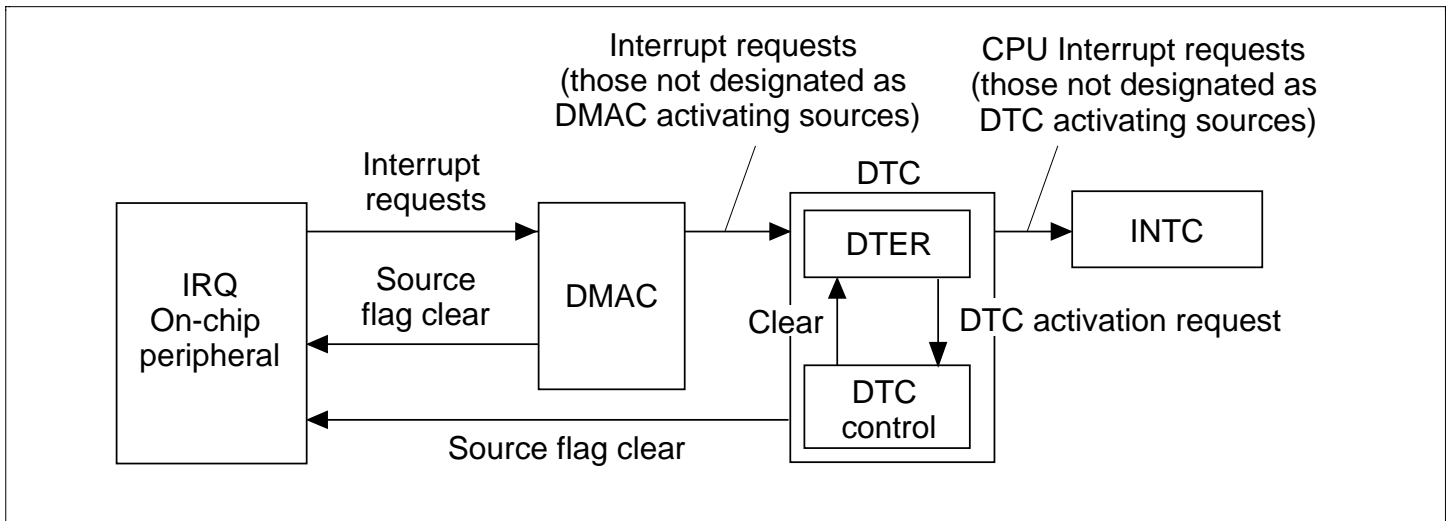 Interrupt requests
(those not designated as
DMAC activating sources)
CPU Interrupt requests
(those not designated as
DTC activating sources)
Interrupt
requests
DTC
IRQ
On-chip
peripheral
Source
flag clear
DMAC
DTER
INTC
Clear
DTC activation request
DTC
control
Source flag clear